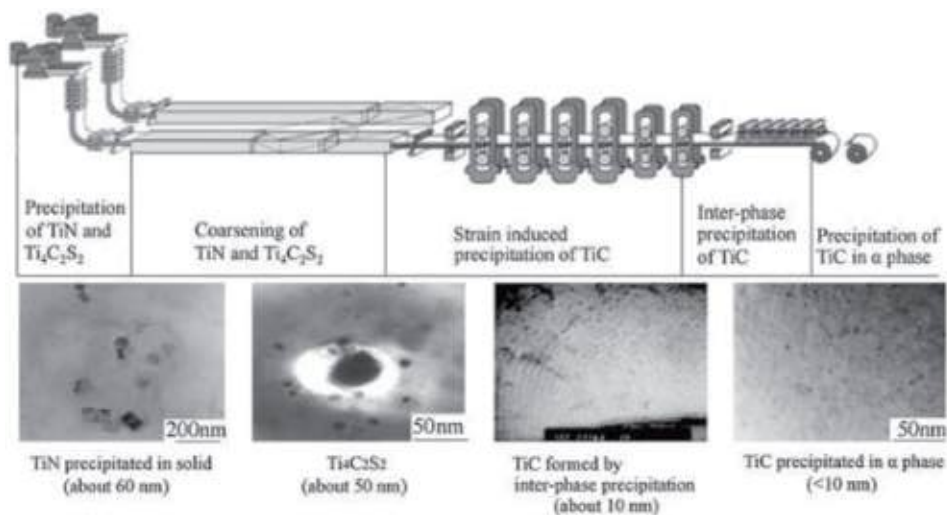 Precipitation
of TiN and
Ti₄C₂S₂
Coarsening of
TiN and Ti₄C₂S₂
Strain induced
precipitation of TiC
Inter-phase
precipitation
of TiC
Precipitation of
TiC in α phase
200nm
50nm
50nm
TiN precipitated in solid
(about 60 nm)
Ti₄C₂S₂
(about 50 nm)
TiC formed by
inter-phase precipitation
(about 10 nm)
TiC precipitated in α phase
(<10 nm)